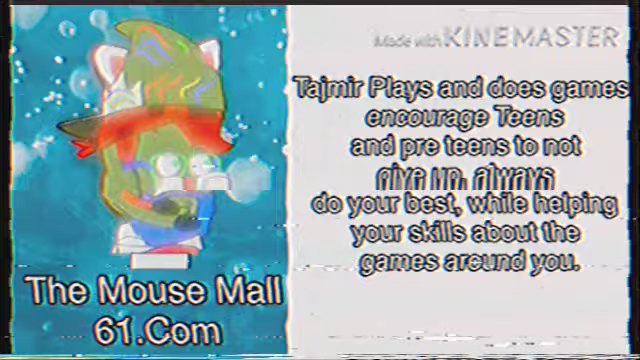 Made with KINEMASTER
Tajmir Plays and does games
encourage Teens
and pre teens to not
give up, always
do your best, while helping
your skills about the
games around you.
The Mouse Mall
61.Com